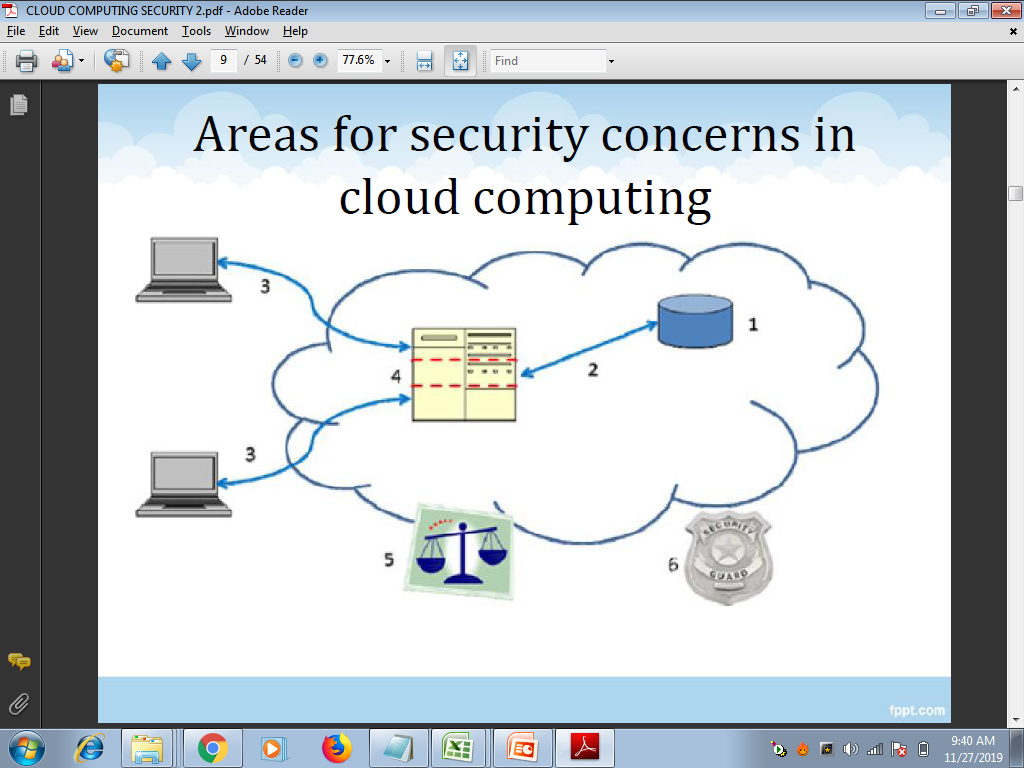 CLOUD COMPUTING SECURITY 2.pdf - Adobe Reader
File Edit View Document Tools Window Help
9 / 54 77.6% Find
Areas for security concerns in
cloud computing
3
1
2
4
3
5
6
SECURITY
GUARD
fppt.com
9:40 AM
11/27/2019